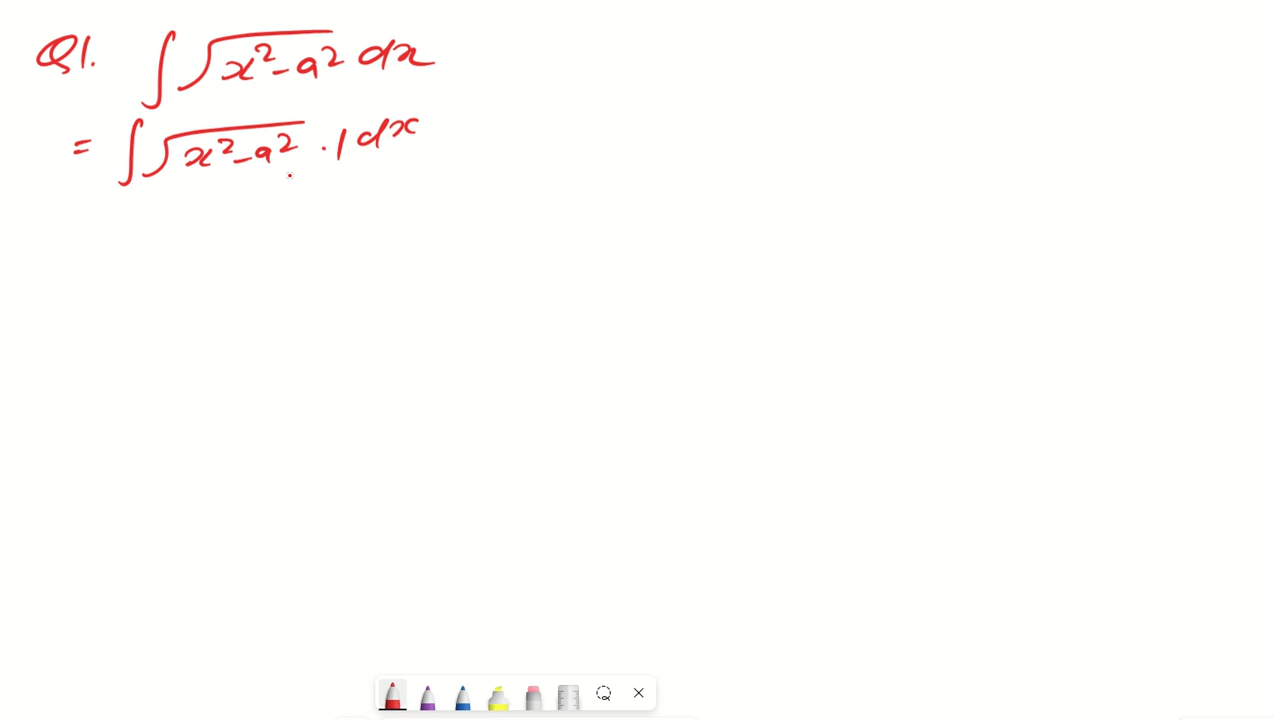 Q1. ∫√x²-a² dx
= ∫√x²-a² . 1 dx